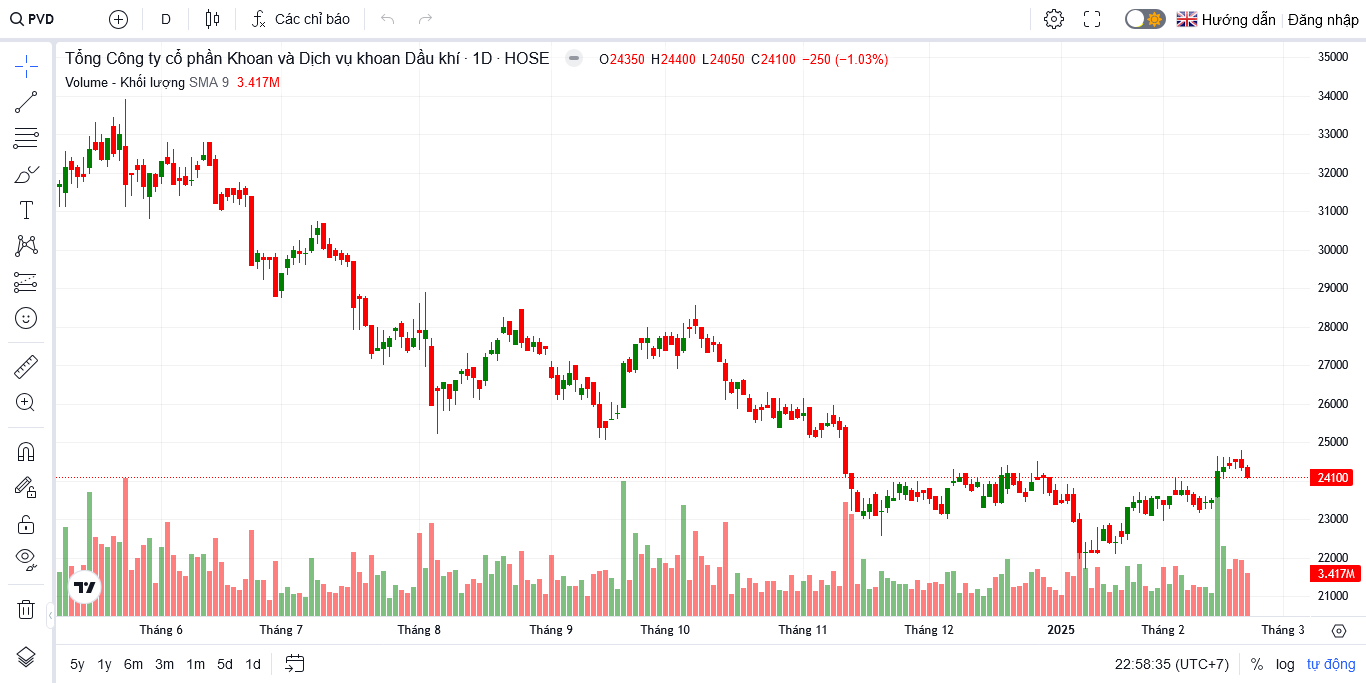 PVD D Các chỉ báo Hướng dẫn Đăng nhập
Tổng Công ty cổ phần Khoan và Dịch vụ khoan Dầu khí · 1D · HOSE O24350 H24400 L24050 C24100 −250 (−1.03%)
Volume - Khối lượng SMA 9 3.417M
35000
34000
33000
32000
31000
30000
29000
28000
27000
26000
25000
24100
23000
22000
3.417M
21000
Tháng 6 Tháng 7 Tháng 8 Tháng 9 Tháng 10 Tháng 11 Tháng 12 2025 Tháng 2 Tháng 3
5y 1y 6m 3m 1m 5d 1d 22:58:35 (UTC+7) % log tự động